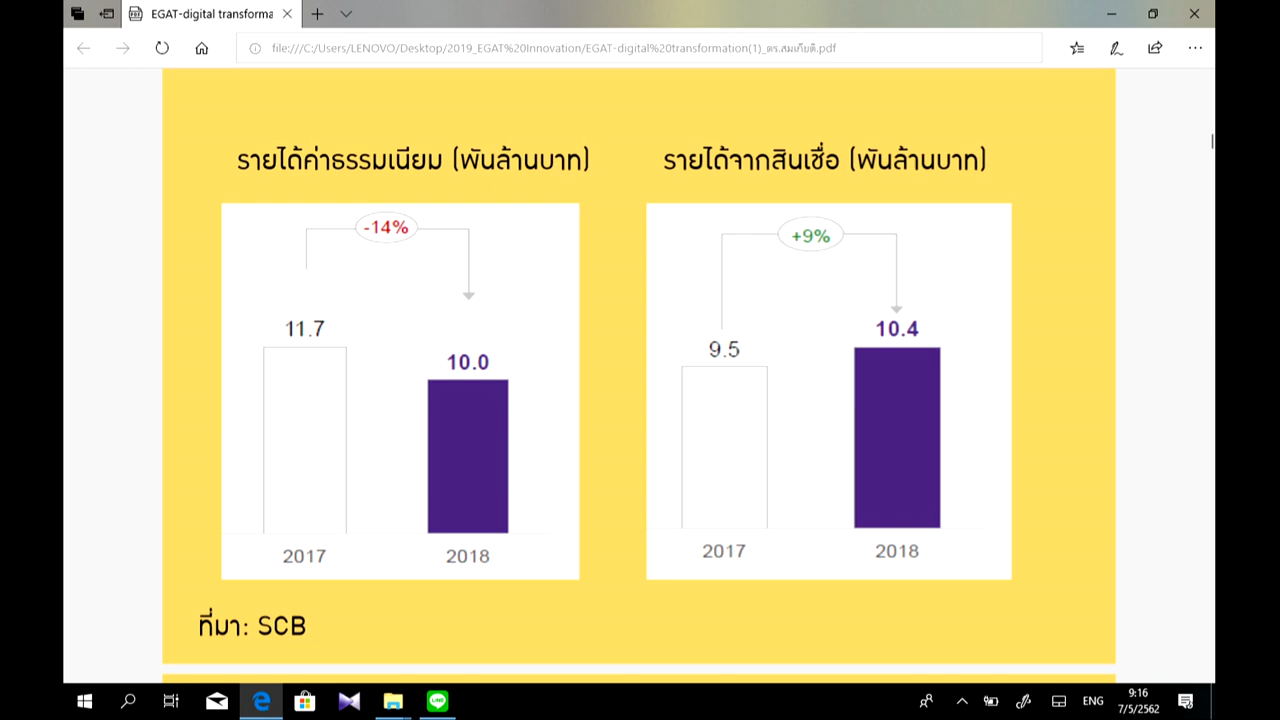 EGAT-digital transforma
file:///C:/Users/LENOVO/Desktop/2019_EGAT%20Innovation/EGAT-digital%20transformation(1)_ดร.สมเกียติ.pdf
รายได้ค่าธรรมเนียม (พันล้านบาท)
รายได้จากสินเชื่อ (พันล้านบาท)
-14%
11.7
10.0
2017
2018
+9%
9.5
10.4
2017
2018
ที่มา: SCB
ENG
9:16
7/5/2562